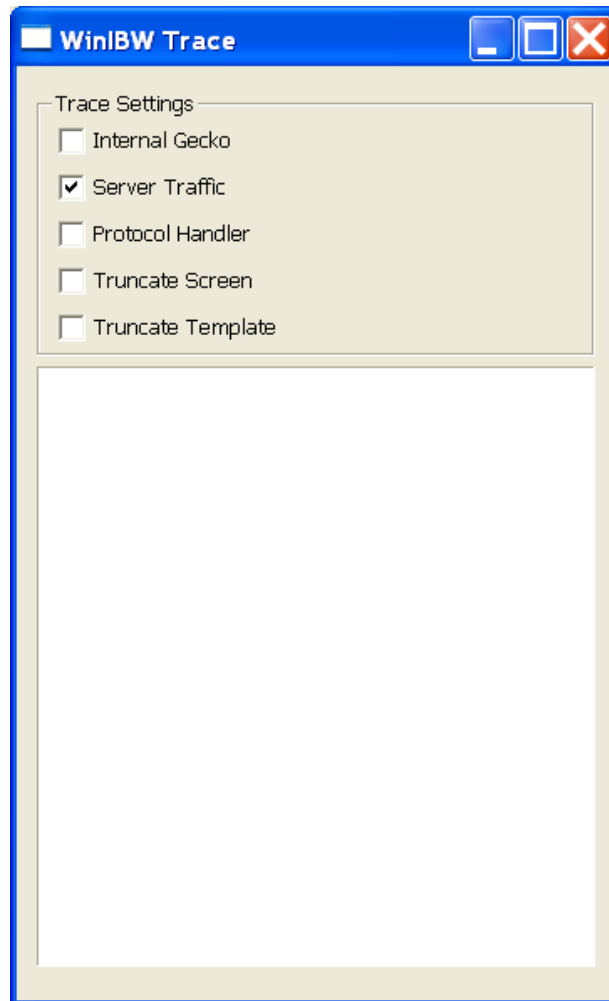 WinIBW Trace
Trace Settings
Internal Gecko
Server Traffic
Protocol Handler
Truncate Screen
Truncate Template